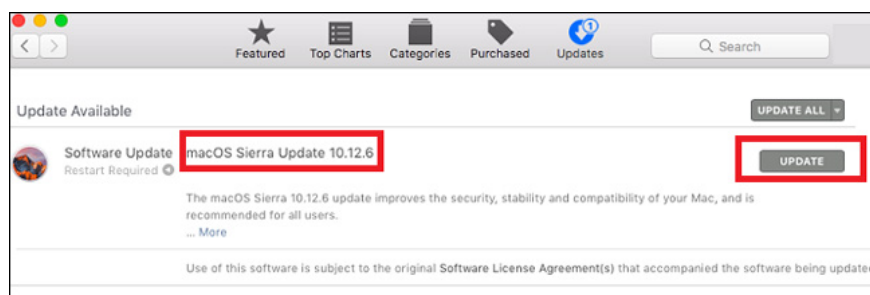 Featured Top Charts Categories Purchased Updates
1
Search
Update Available
UPDATE ALL
Software Update
Restart Required
macOS Sierra Update 10.12.6
UPDATE
The macOS Sierra 10.12.6 update improves the security, stability and compatibility of your Mac, and is
recommended for all users.
... More
Use of this software is subject to the original Software License Agreement(s) that accompanied the software being update